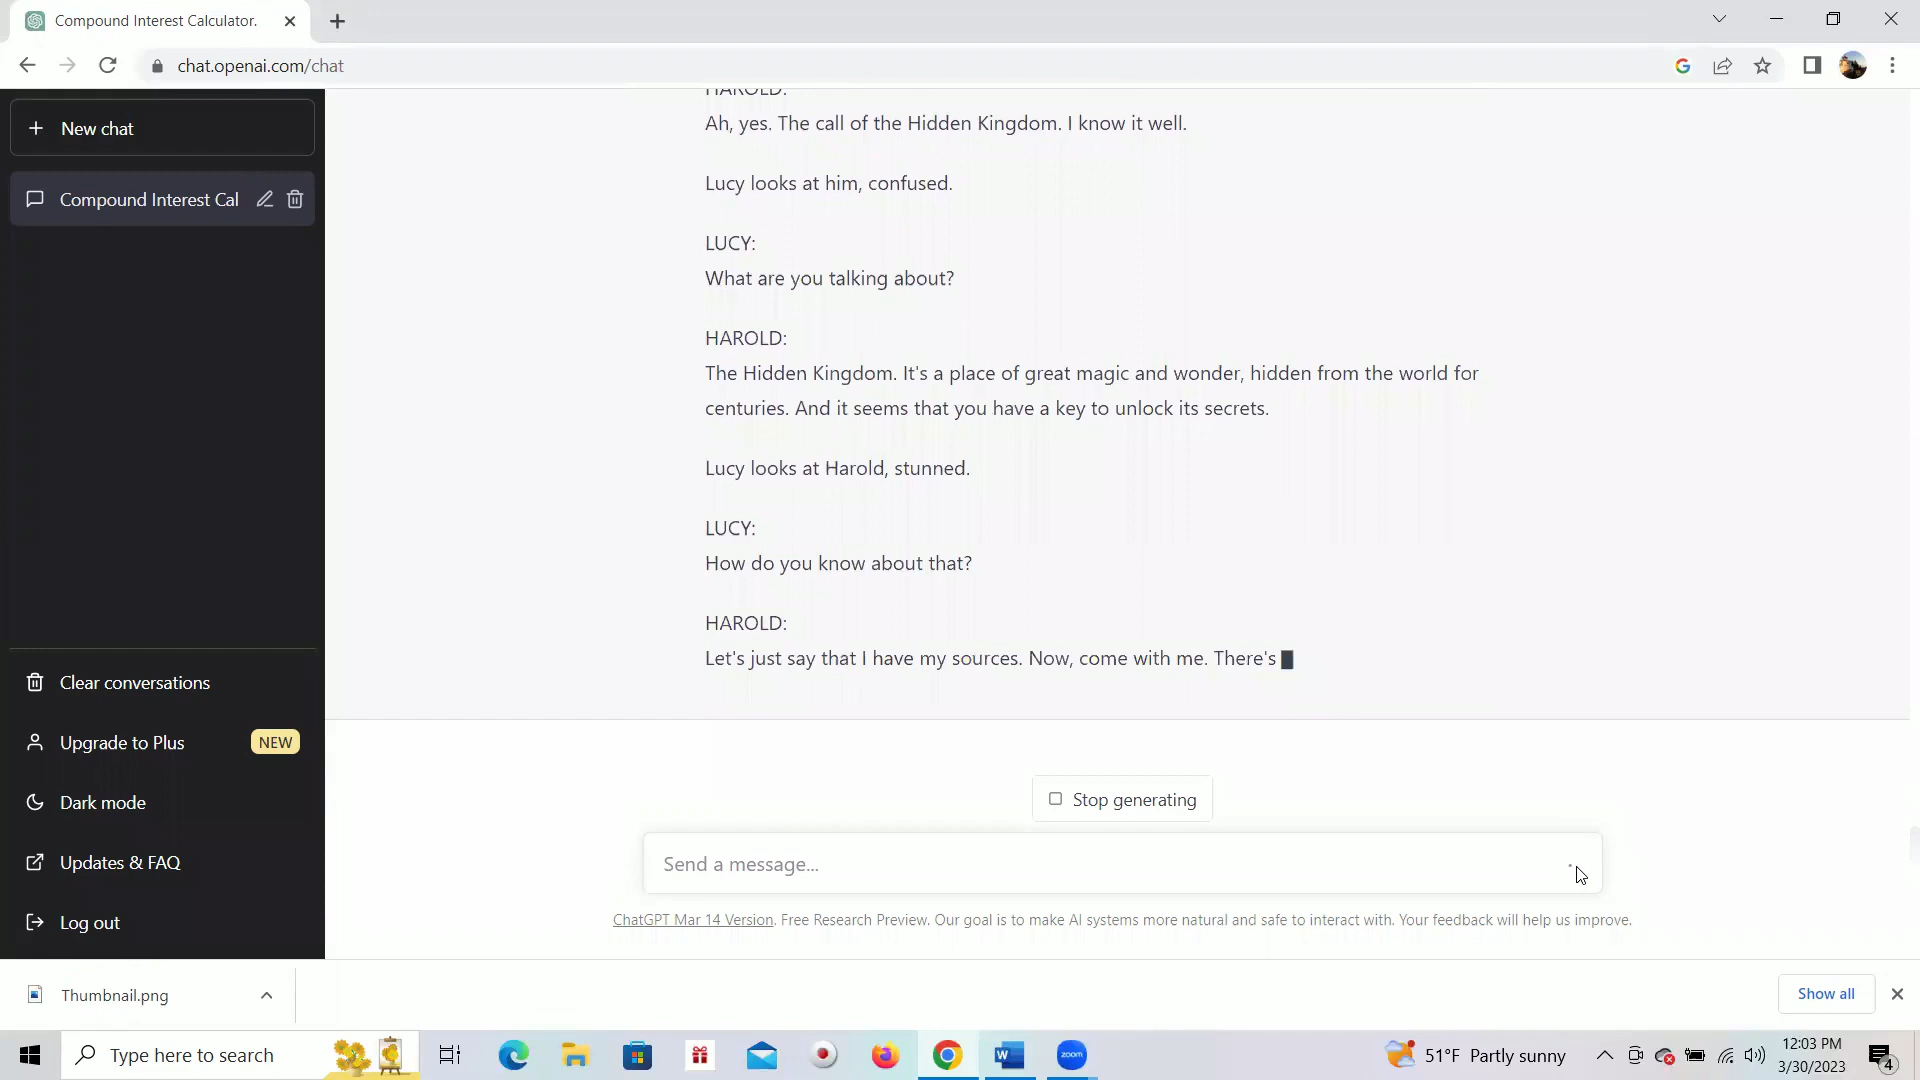 Compound Interest Calculator.
chat.openai.com/chat
New chat
Compound Interest Cal
HAROLD:
Ah, yes. The call of the Hidden Kingdom. I know it well.
Lucy looks at him, confused.
LUCY:
What are you talking about?
HAROLD:
The Hidden Kingdom. It's a place of great magic and wonder, hidden from the world for
centuries. And it seems that you have a key to unlock its secrets.
Lucy looks at Harold, stunned.
LUCY:
How do you know about that?
HAROLD:
Let's just say that I have my sources. Now, come with me. There's
Clear conversations
Upgrade to Plus NEW
Dark mode
Updates & FAQ
Log out
Stop generating
Send a message...
ChatGPT Mar 14 Version. Free Research Preview. Our goal is to make AI systems more natural and safe to interact with. Your feedback will help us improve.
Thumbnail.png
Show all
Type here to search
W
zoom
51°F Partly sunny
12:03 PM
3/30/2023
4